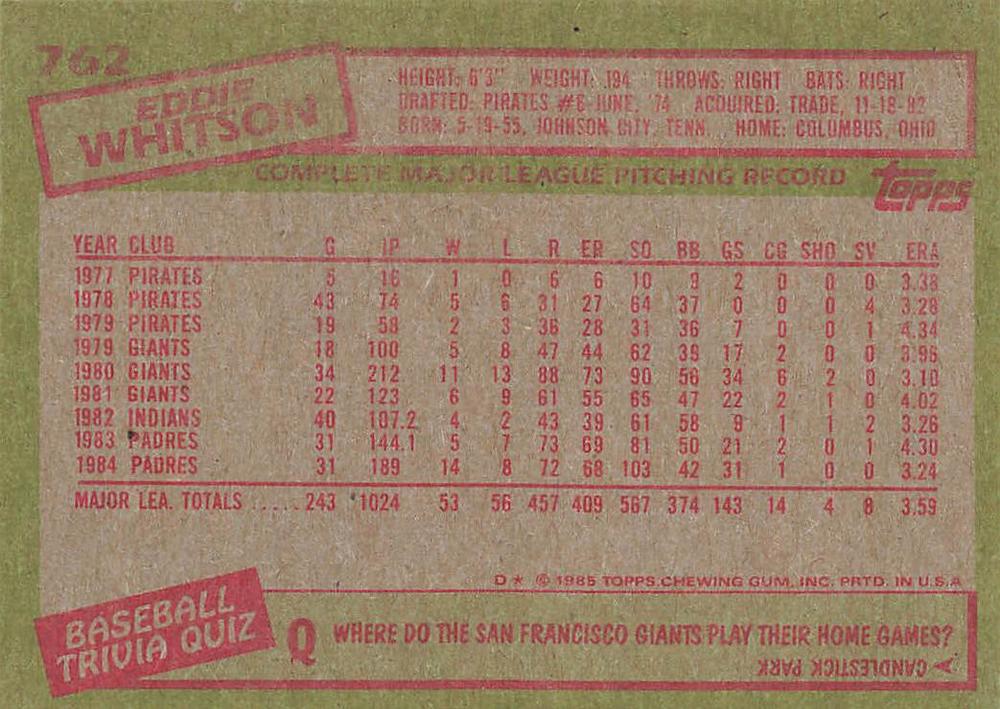 762
EDDIE
WHITSON
HEIGHT: 6'3" WEIGHT: 194 THROWS: RIGHT BATS: RIGHT
DRAFTED: PIRATES #6-JUNE, '74 ACQUIRED: TRADE, 11-18-82
BORN: 5-19-55, JOHNSON CITY, TENN. HOME: COLUMBUS, OHIO
COMPLETE MAJOR LEAGUE PITCHING RECORD
topps
YEAR CLUB G IP W L R ER SO BB GS CG SHO SV ERA
1977 PIRATES 5 16 1 0 6 6 10 9 2 0 0 0 3.38
1978 PIRATES 43 74 5 6 31 27 64 37 0 0 0 4 3.28
1979 PIRATES 19 58 2 3 36 28 31 36 7 0 0 1 4.34
1979 GIANTS 18 100 5 8 47 44 62 39 17 2 0 0 3.96
1980 GIANTS 34 212 11 13 88 73 90 56 34 6 2 0 3.10
1981 GIANTS 22 123 6 9 61 55 65 47 22 2 1 0 4.02
1982 INDIANS 40 107.2 4 2 43 39 61 58 9 1 1 2 3.26
1983 PADRES 31 144.1 5 7 73 69 81 50 21 2 0 1 4.30
1984 PADRES 31 189 14 8 72 68 103 42 31 1 0 0 3.24
MAJOR LEA. TOTALS ..... 243 1024 53 56 457 409 567 374 143 14 4 8 3.59
D* © 1985 TOPPS CHEWING GUM, INC. PRTD. IN U.S.A
BASEBALL
TRIVIA QUIZ
Q WHERE DO THE SAN FRANCISCO GIANTS PLAY THEIR HOME GAMES?
A CANDLESTICK PARK